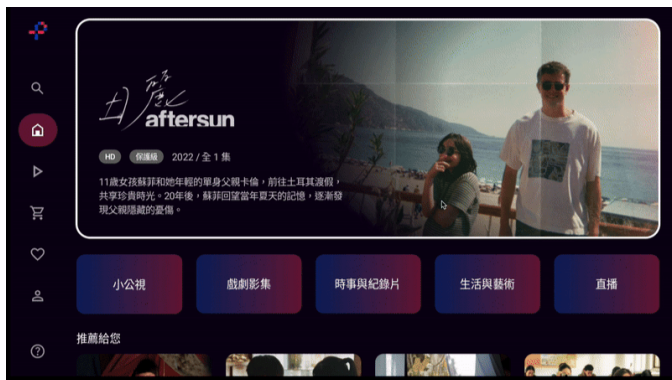 日麗
aftersun
HD 保護級 2022 / 全 1 集
11歲女孩蘇菲和她年輕的單身父親卡倫，前往土耳其渡假，
共享珍貴時光。20年後，蘇菲回望當年夏天的記憶，逐漸發
現父親隱藏的憂傷。
小公視 戲劇影集 時事與紀錄片 生活與藝術 直播
推薦給您